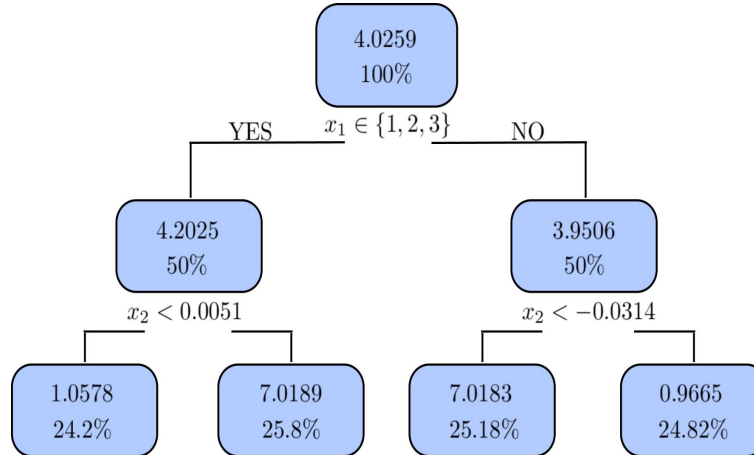 4.0259
100%
x₁ ∈ {1, 2, 3}
YES
NO
4.2025
50%
3.9506
50%
x₂ < 0.0051
x₂ < −0.0314
1.0578
24.2%
7.0189
25.8%
7.0183
25.18%
0.9665
24.82%